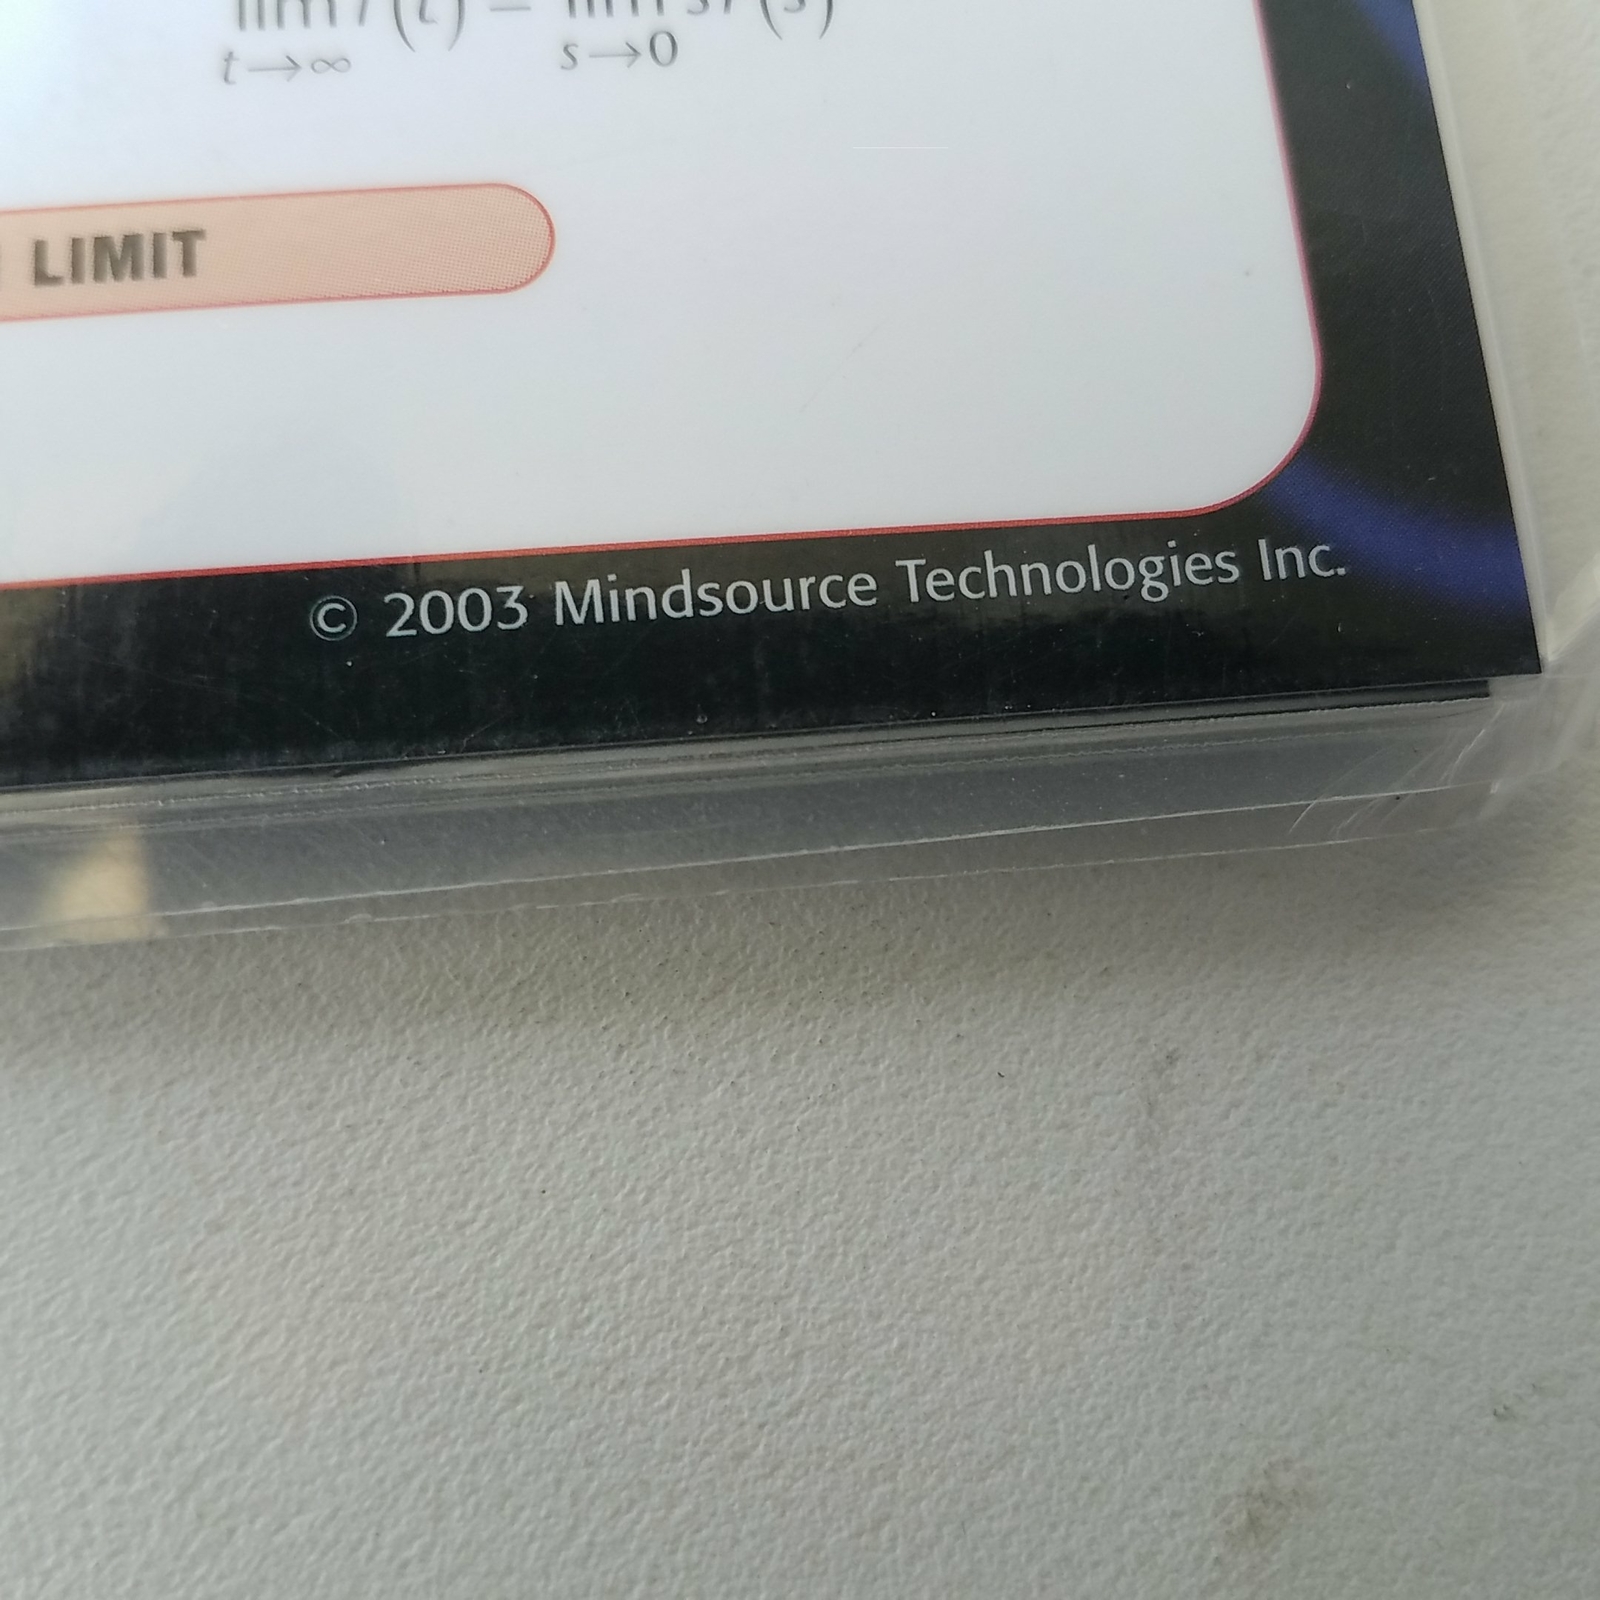 t→∞ s→0
LIMIT
© 2003 Mindsource Technologies Inc.